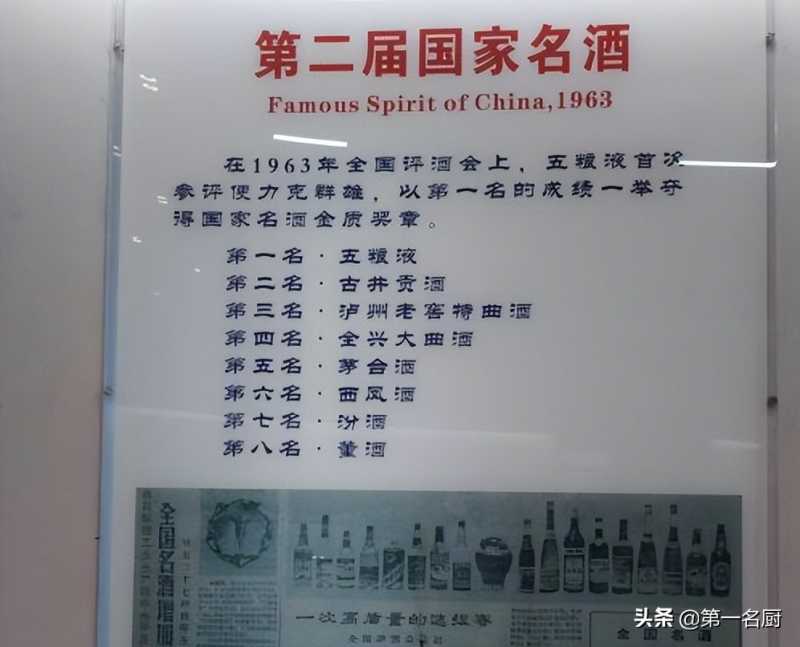 第二届国家名酒
Famous Spirit of China,1963
在1963年全国评酒会上，五粮液首次
参评便力克群雄，以第一名的成绩一举夺
得国家名酒金质奖章。
第一名·五粮液
第二名·古井贡酒
第三名·泸州老窖特曲酒
第四名·全兴大曲酒
第五名·茅台酒
第六名·西凤酒
第七名·汾酒
第八名·董酒
全国名酒增加
一次高质量的选拔赛
全国名酒
头条 @第一名厨